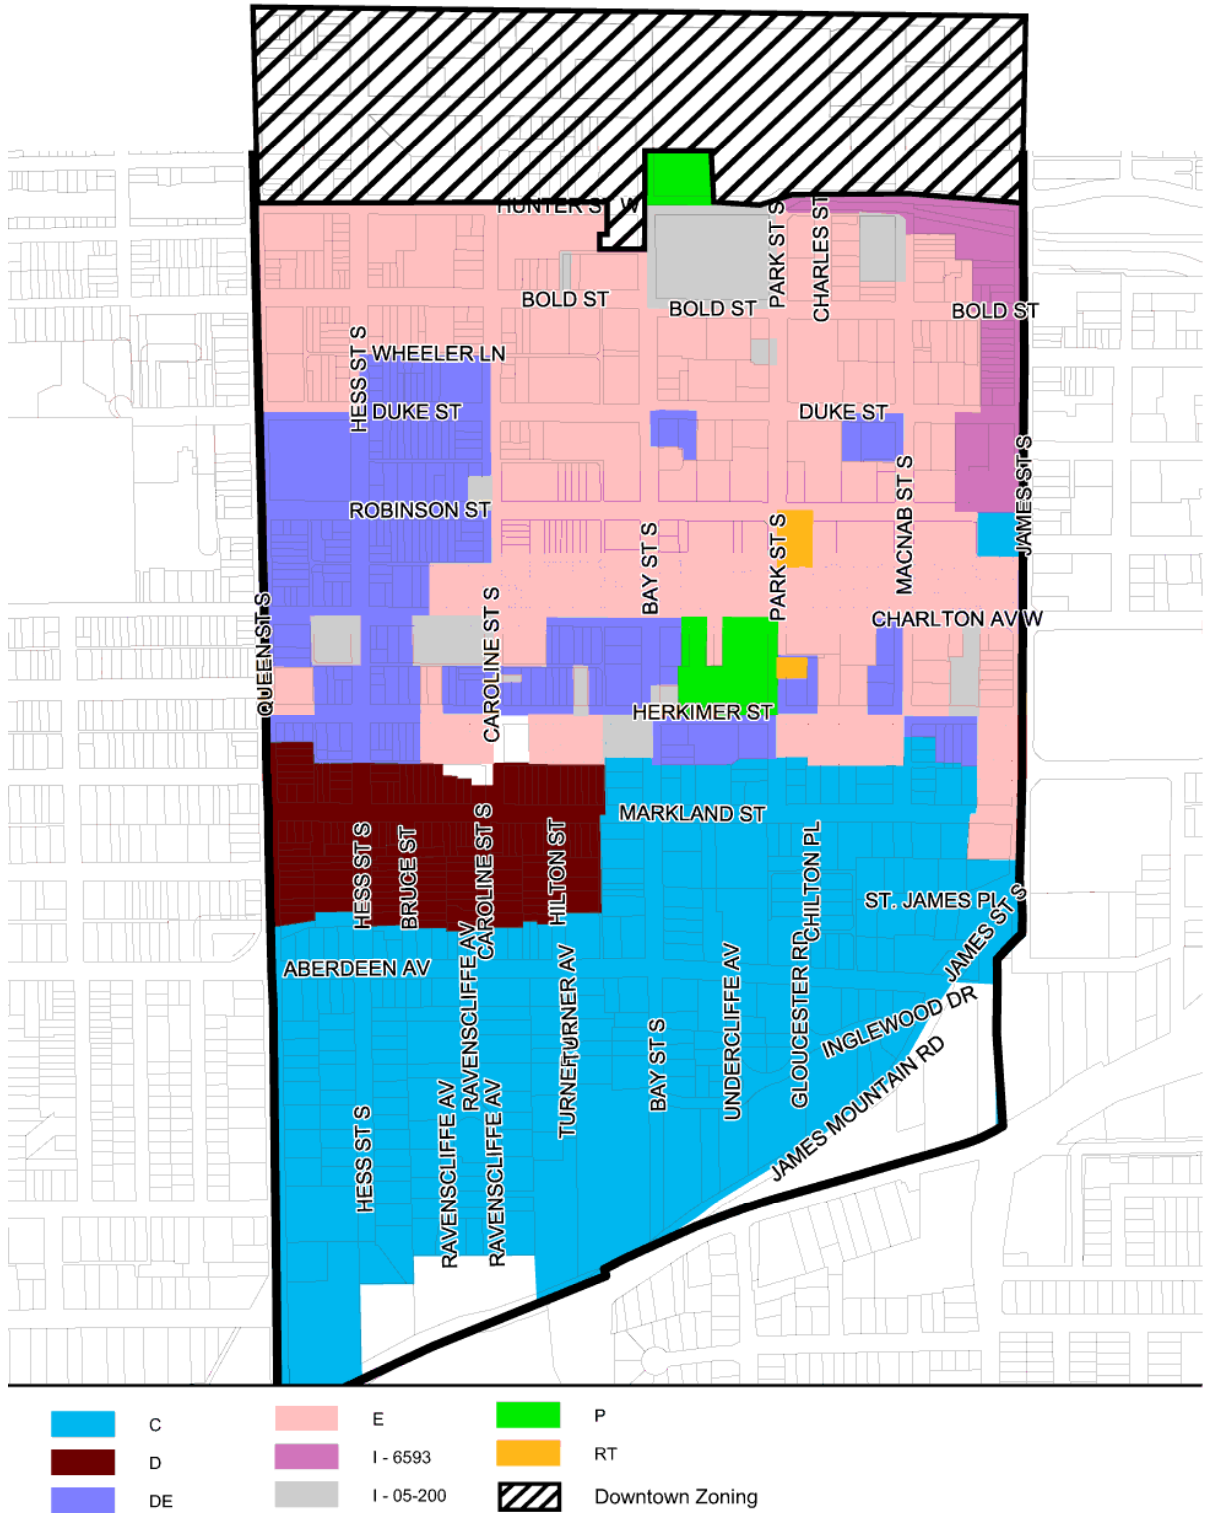 HUNTER ST W
PARK ST S
CHARLES ST
BOLD ST
BOLD ST
BOLD ST
HESS ST S
WHEELER LN
DUKE ST
DUKE ST
ROBINSON ST
JAMES ST S
MACNAB ST S
BAY ST S
PARK ST S
QUEEN ST S
CAROLINE ST S
CHARLTON AV W
HERKIMER ST
MARKLAND ST
HESS ST S
BRUCE ST
CAROLINE ST S
HILTON ST
CHILTON PL
ST. JAMES PL
JAMES ST S
ABERDEEN AV
RAVENSCLIFFE AV
TURNER AV
TURNER AV
BAY ST S
UNDERCLIFFE AV
GLOUCESTER RD
INGLEWOOD DR
JAMES MOUNTAIN RD
HESS ST S
RAVENSCLIFFE AV
RAVENSCLIFFE AV
C
E
P
D
I - 6593
RT
DE
I - 05-200
Downtown Zoning